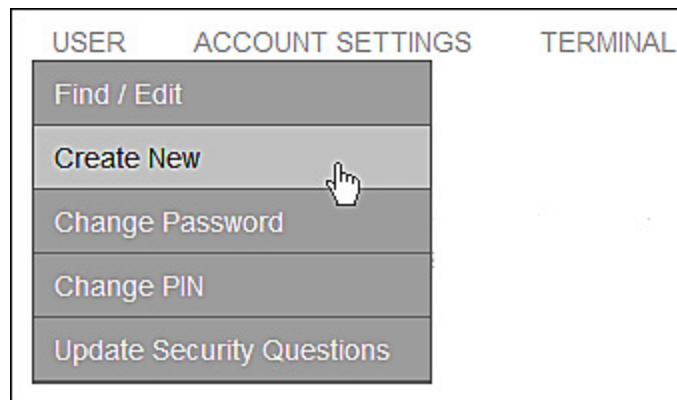 USER ACCOUNT SETTINGS TERMINAL
Find / Edit
Create New
Change Password
Change PIN
Update Security Questions